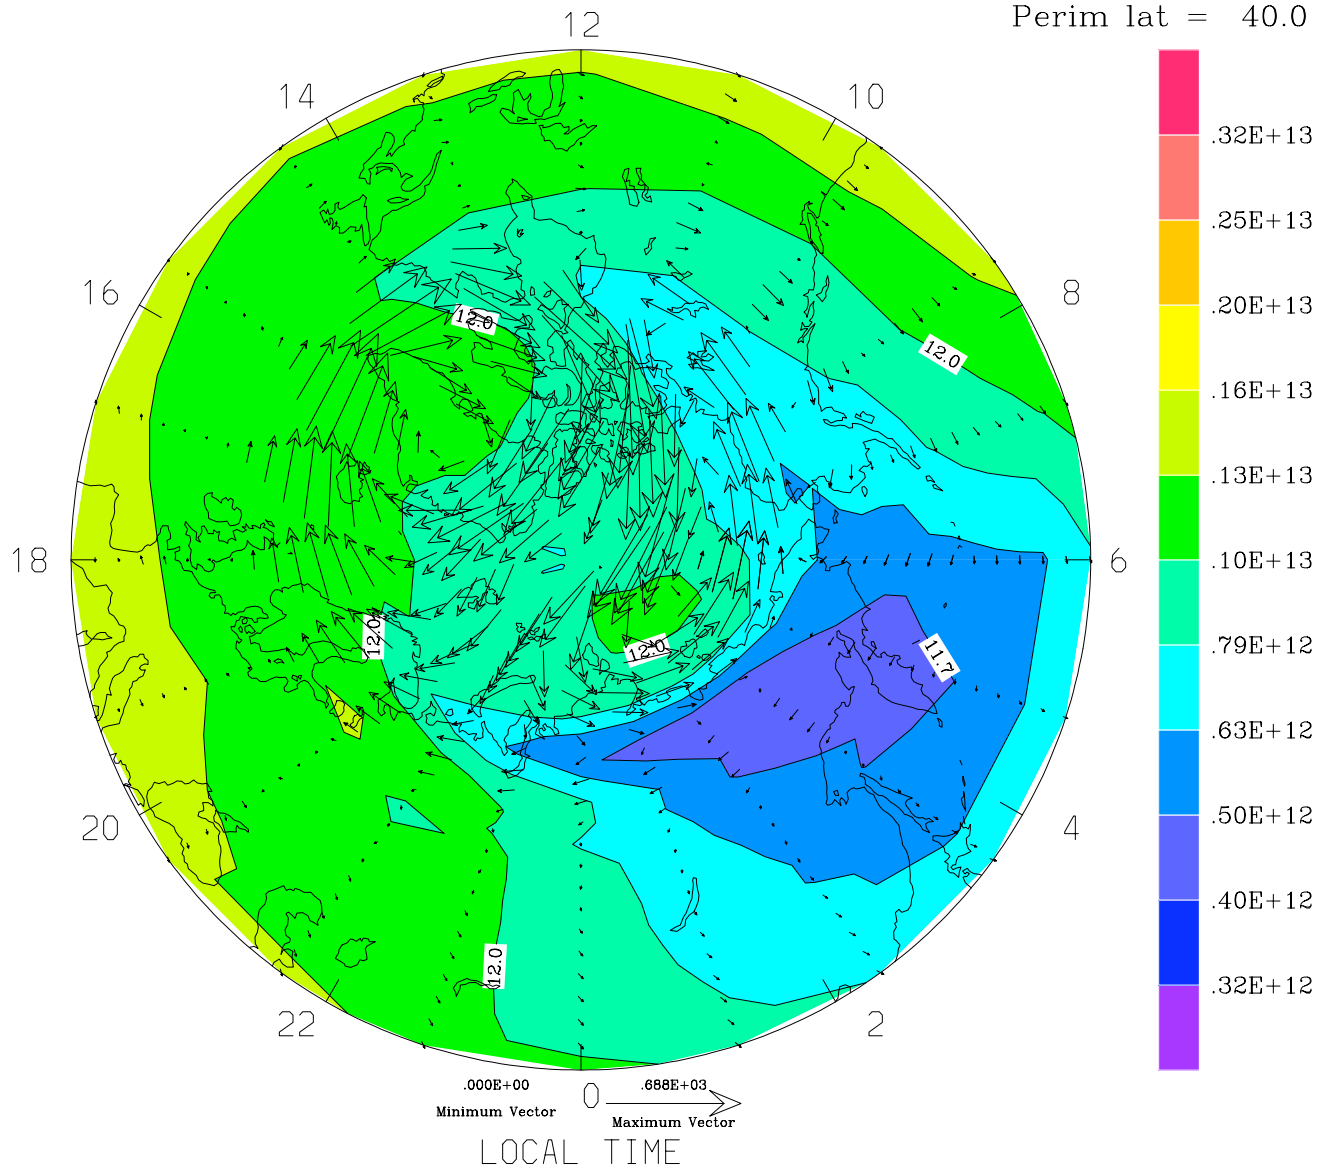 Perim lat = 40.0
12
14
10
16
8
18
6
20
4
22
2
0
12.0
12.0
12.0
12.0
11.7
12.0
.32E+13
.25E+13
.20E+13
.16E+13
.13E+13
.10E+13
.79E+12
.63E+12
.50E+12
.40E+12
.32E+12
.000E+00
Minimum Vector
.688E+03
Maximum Vector
LOCAL TIME